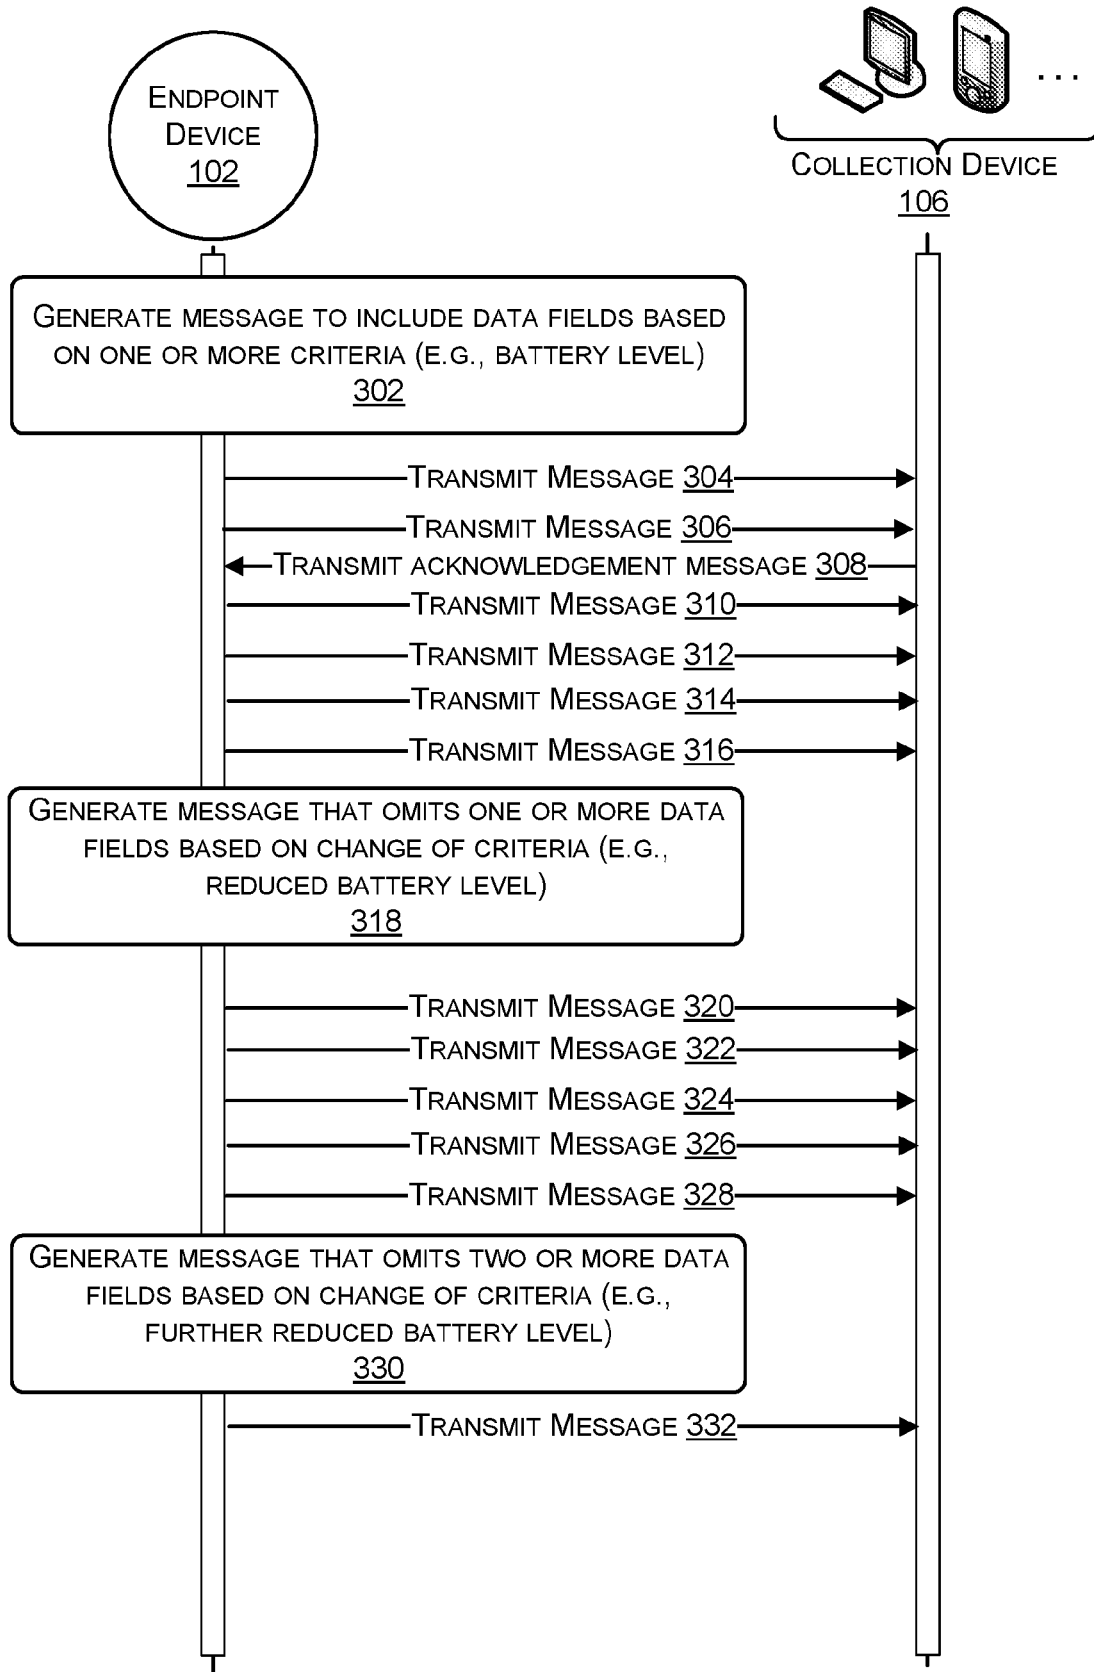 ENDPOINT
DEVICE
102
...
COLLECTION DEVICE
106
GENERATE MESSAGE TO INCLUDE DATA FIELDS BASED
ON ONE OR MORE CRITERIA (E.G., BATTERY LEVEL)
302
TRANSMIT MESSAGE 304
TRANSMIT MESSAGE 306
TRANSMIT ACKNOWLEDGEMENT MESSAGE 308
TRANSMIT MESSAGE 310
TRANSMIT MESSAGE 312
TRANSMIT MESSAGE 314
TRANSMIT MESSAGE 316
GENERATE MESSAGE THAT OMITS ONE OR MORE DATA
FIELDS BASED ON CHANGE OF CRITERIA (E.G.,
REDUCED BATTERY LEVEL)
318
TRANSMIT MESSAGE 320
TRANSMIT MESSAGE 322
TRANSMIT MESSAGE 324
TRANSMIT MESSAGE 326
TRANSMIT MESSAGE 328
GENERATE MESSAGE THAT OMITS TWO OR MORE DATA
FIELDS BASED ON CHANGE OF CRITERIA (E.G.,
FURTHER REDUCED BATTERY LEVEL)
330
TRANSMIT MESSAGE 332